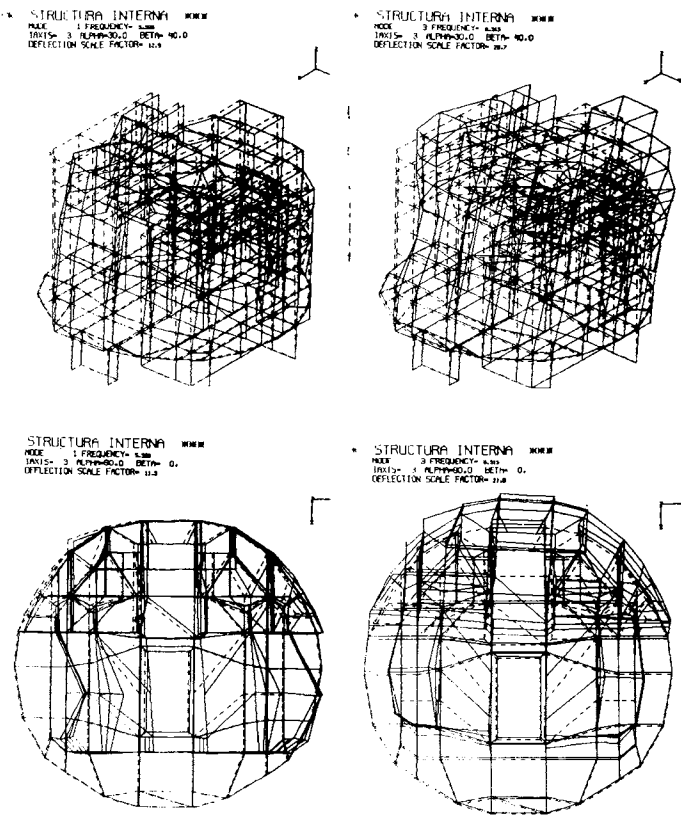 STRUCTURA INTERNA ***
MODE 1 FREQUENCY=
IAXIS= 3 ALPHA=30.0 BETA= 40.0
DEFLECTION SCALE FACTOR=
* STRUCTURA INTERNA ***
MODE 3 FREQUENCY=
IAXIS= 3 ALPHA=30.0 BETA= 40.0
DEFLECTION SCALE FACTOR=
STRUCTURA INTERNA ***
MODE 1 FREQUENCY=
IAXIS= 3 ALPHA=90.0 BETA= 0.
DEFLECTION SCALE FACTOR=
* STRUCTURA INTERNA ***
MODE 3 FREQUENCY=
IAXIS= 3 ALPHA=90.0 BETA= 0.
DEFLECTION SCALE FACTOR=